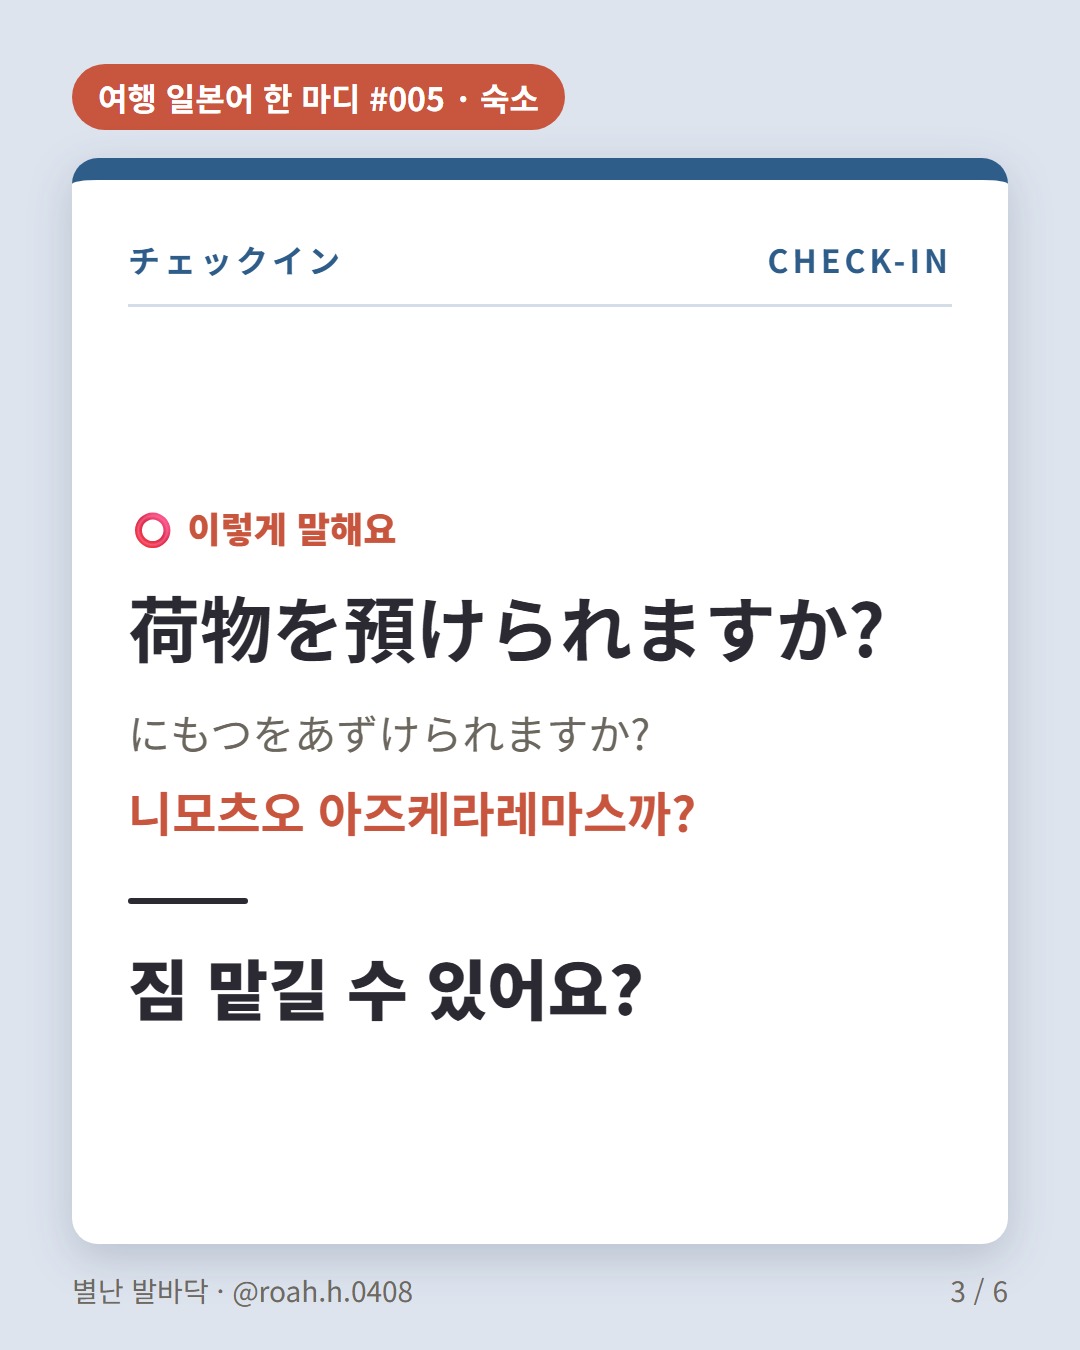 여행 일본어 한 마디 #005 · 숙소
チェックイン
CHECK-IN
⭕ 이렇게 말해요
荷物を預けられますか?
にもつをあずけられますか?
니모츠오 아즈케라레마스까?
짐 맡길 수 있어요?
별난 발바닥 · @roah.h.0408
3 / 6